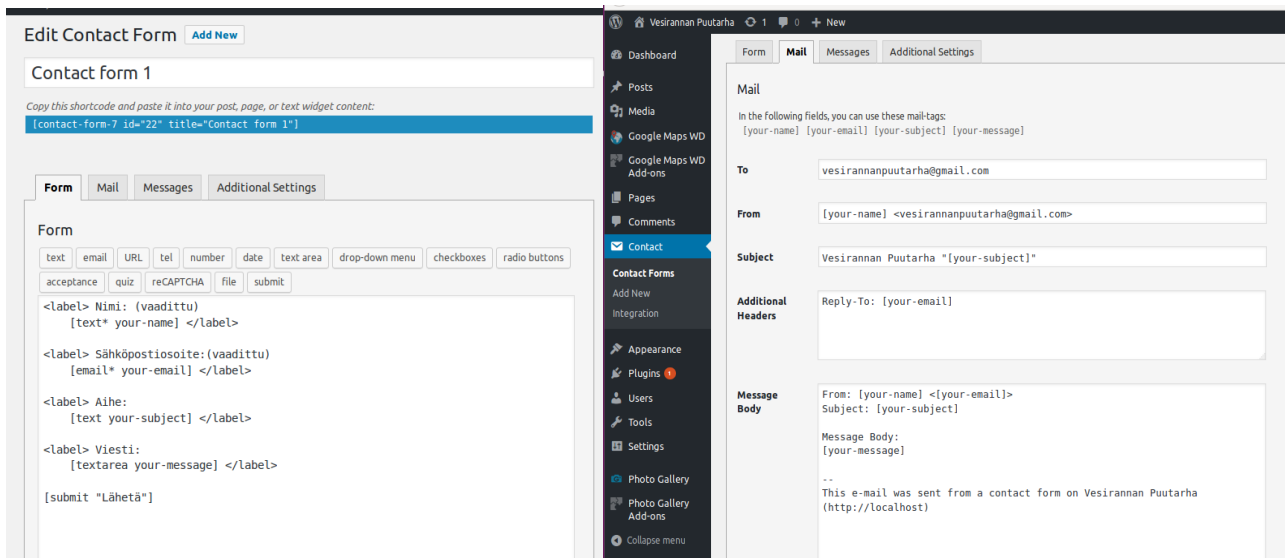 Edit Contact Form Add New
Contact form 1
Copy this shortcode and paste it into your post, page, or text widget content:
[contact-form-7 id="22" title="Contact form 1"]
Form Mail Messages Additional Settings
Form
text email URL tel number date text area drop-down menu checkboxes radio buttons
acceptance quiz reCAPTCHA file submit
<label> Nimi: (vaadittu)
[text* your-name] </label>
<label> Sähköpostiosoite:(vaadittu)
[email* your-email] </label>
<label> Aihe:
[text your-subject] </label>
<label> Viesti:
[textarea your-message] </label>
[submit "Lähetä"]
Vesirannan Puutarha 1 0 + New
Dashboard
Posts
Media
Google Maps WD
Google Maps WD
Add-ons
Pages
Comments
Contact
Contact Forms
Add New
Integration
Appearance
Plugins 1
Users
Tools
Settings
Photo Gallery
Photo Gallery
Add-ons
Collapse menu
Form Mail Messages Additional Settings
Mail
In the following fields, you can use these mail-tags:
[your-name] [your-email] [your-subject] [your-message]
To vesirannanpuutarha@gmail.com
From [your-name] <vesirannanpuutarha@gmail.com>
Subject Vesirannan Puutarha "[your-subject]"
Additional Reply-To: [your-email]
Headers
Message From: [your-name] <[your-email]>
Body Subject: [your-subject]
Message Body:
[your-message]
--
This e-mail was sent from a contact form on Vesirannan Puutarha
(http://localhost)